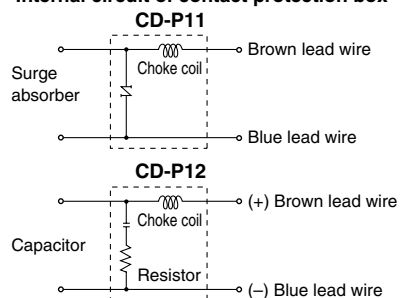 Internal circuit of contact protection box
CD-P11
Brown lead wire
Choke coil
Surge
absorber
Blue lead wire
CD-P12
(+) Brown lead wire
Choke coil
Capacitor
Resistor
(–) Blue lead wire